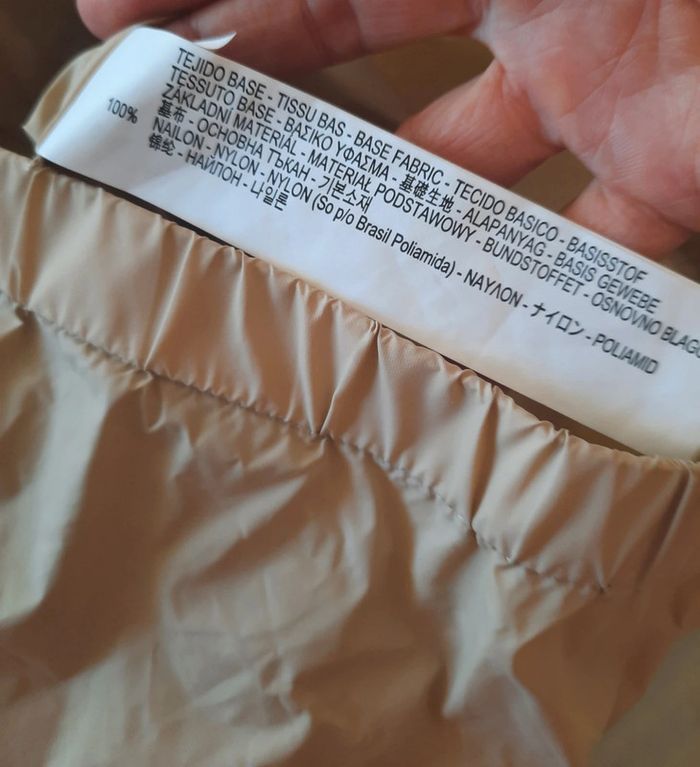 TEJIDO BASE - TISSU BAS - BASE FABRIC - TECIDO BASICO - BASISSTOF
TESSUTO BASE - ΒΑΣΙΚΟ ΥΦΑΣΜΑ - 基礎生地 - ALAPANYAG - BASIS GEWEBE
ZÁKLADNÍ MATERIÁL - MATERIAŁ PODSTAWOWY - BUNDSTOFFET - OSNOVNO
100% 基布 - ОСНОВНА ТЪКАН - 기본소재
NAILON - NYLON - NYLON (So p/o Brasil Poliamida) - ΝΑΥΛΟΝ - ナイロン - POLIAMID
锦纶 - НАЙЛОН - 나일론